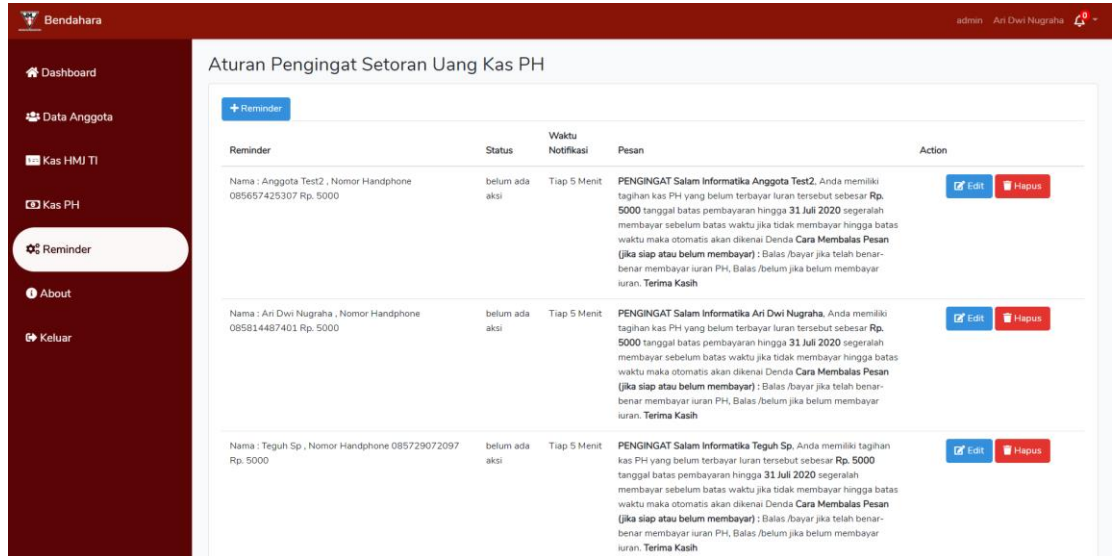 Bendahara
admin Ari Dwi Nugraha 0
Dashboard
Data Anggota
Kas HMJ TI
Kas PH
Reminder
About
Keluar
Aturan Pengingat Setoran Uang Kas PH
+ Reminder
Reminder Status Waktu Notifikasi Pesan Action
Nama : Anggota Test2 , Nomor Handphone
085657425307 Rp. 5000
belum ada
aksi
Tiap 5 Menit
PENGINGAT Salam Informatika Anggota Test2, Anda memiliki
tagihan kas PH yang belum terbayar Iuran tersebut sebesar Rp.
5000 tanggal batas pembayaran hingga 31 Juli 2020 segeralah
membayar sebelum batas waktu jika tidak membayar hingga batas
waktu maka otomatis akan dikenai Denda Cara Membalas Pesan
(jika siap atau belum membayar) : Balas /bayar jika telah benar-
benar membayar iuran PH, Balas /belum jika belum membayar
iuran. Terima Kasih
Edit Hapus
Nama : Ari Dwi Nugraha , Nomor Handphone
085814487401 Rp. 5000
belum ada
aksi
Tiap 5 Menit
PENGINGAT Salam Informatika Ari Dwi Nugraha, Anda memiliki
tagihan kas PH yang belum terbayar Iuran tersebut sebesar Rp.
5000 tanggal batas pembayaran hingga 31 Juli 2020 segeralah
membayar sebelum batas waktu jika tidak membayar hingga batas
waktu maka otomatis akan dikenai Denda Cara Membalas Pesan
(jika siap atau belum membayar) : Balas /bayar jika telah benar-
benar membayar iuran PH, Balas /belum jika belum membayar
iuran. Terima Kasih
Edit Hapus
Nama : Teguh Sp , Nomor Handphone 085729072097
Rp. 5000
belum ada
aksi
Tiap 5 Menit
PENGINGAT Salam Informatika Teguh Sp, Anda memiliki tagihan
kas PH yang belum terbayar Iuran tersebut sebesar Rp. 5000
tanggal batas pembayaran hingga 31 Juli 2020 segeralah
membayar sebelum batas waktu jika tidak membayar hingga batas
waktu maka otomatis akan dikenai Denda Cara Membalas Pesan
(jika siap atau belum membayar) : Balas /bayar jika telah benar-
benar membayar iuran PH, Balas /belum jika belum membayar
iuran. Terima Kasih
Edit Hapus